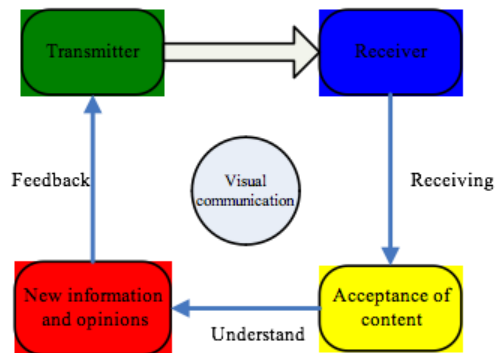 Transmitter
Receiver
Feedback
Visual
communication
Receiving
New information
and opinions
Acceptance of
content
Understand